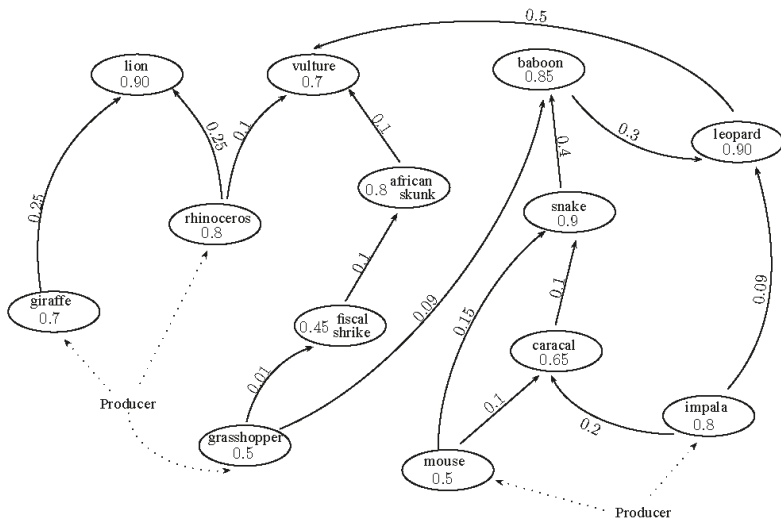 0.5
lion
0.90
vulture
0.7
baboon
0.85
leopard
0.90
0.25
0.1
0.1
0.4
0.3
0.8 african
skunk
snake
0.9
rhinoceros
0.8
0.25
0.1
0.09
0.15
0.1
0.09
giraffe
0.7
0.45 fiscal
shrike
caracal
0.65
Producer
0.01
0.1
0.2
impala
0.8
grasshopper
0.5
mouse
0.5
Producer